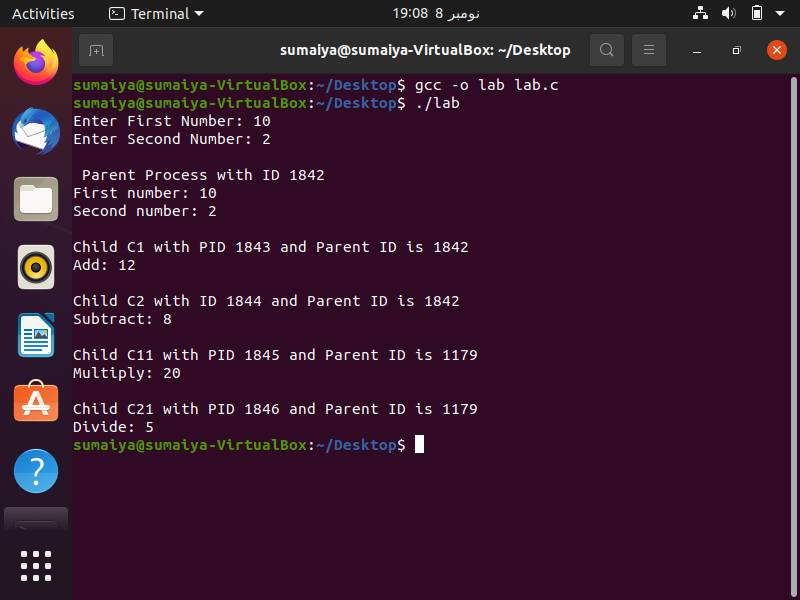 Activities
Terminal
19:08 8 نومبر
sumaiya@sumaiya-VirtualBox: ~/Desktop
sumaiya@sumaiya-VirtualBox:~/Desktop$ gcc -o lab lab.c
sumaiya@sumaiya-VirtualBox:~/Desktop$ ./lab
Enter First Number: 10
Enter Second Number: 2
Parent Process with ID 1842
First number: 10
Second number: 2
Child C1 with PID 1843 and Parent ID is 1842
Add: 12
Child C2 with ID 1844 and Parent ID is 1842
Subtract: 8
Child C11 with PID 1845 and Parent ID is 1179
Multiply: 20
Child C21 with PID 1846 and Parent ID is 1179
Divide: 5
sumaiya@sumaiya-VirtualBox:~/Desktop$